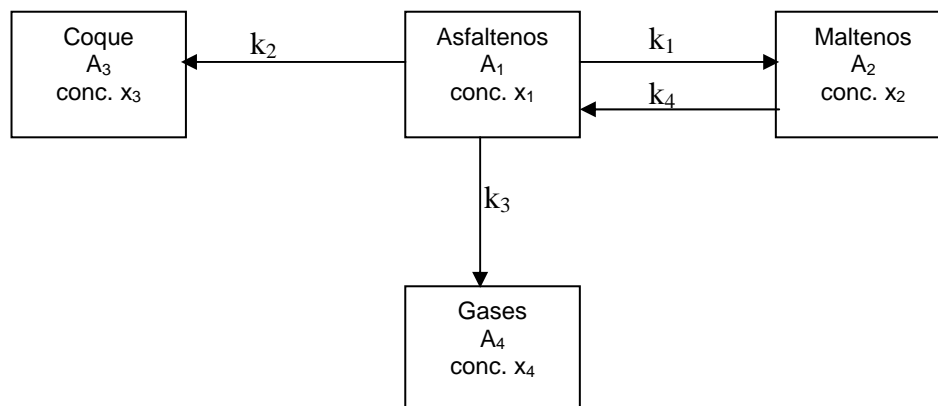 Coque
A₃
conc. x₃
k₂
Asfaltenos
A₁
conc. x₁
k₁
k₄
Maltenos
A₂
conc. x₂
k₃
Gases
A₄
conc. x₄